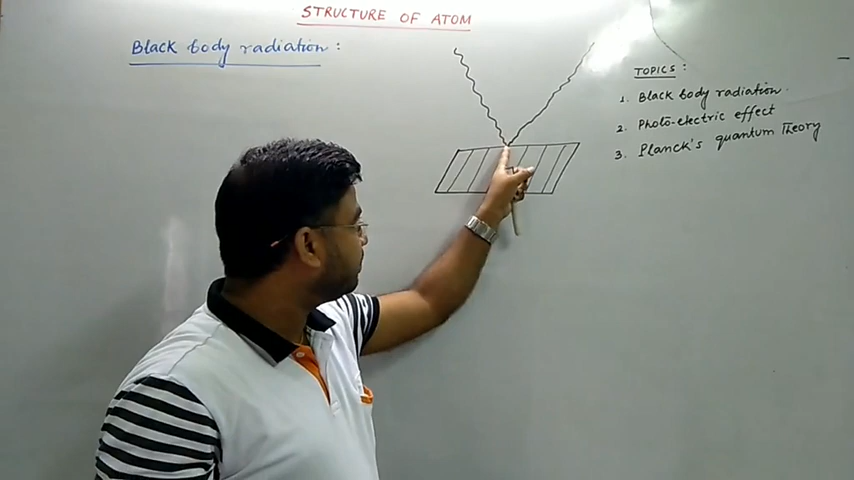 STRUCTURE OF ATOM
Black body radiation :
TOPICS :
1. Black body radiation.
2. Photo-electric effect
3. Planck's quantum Theory